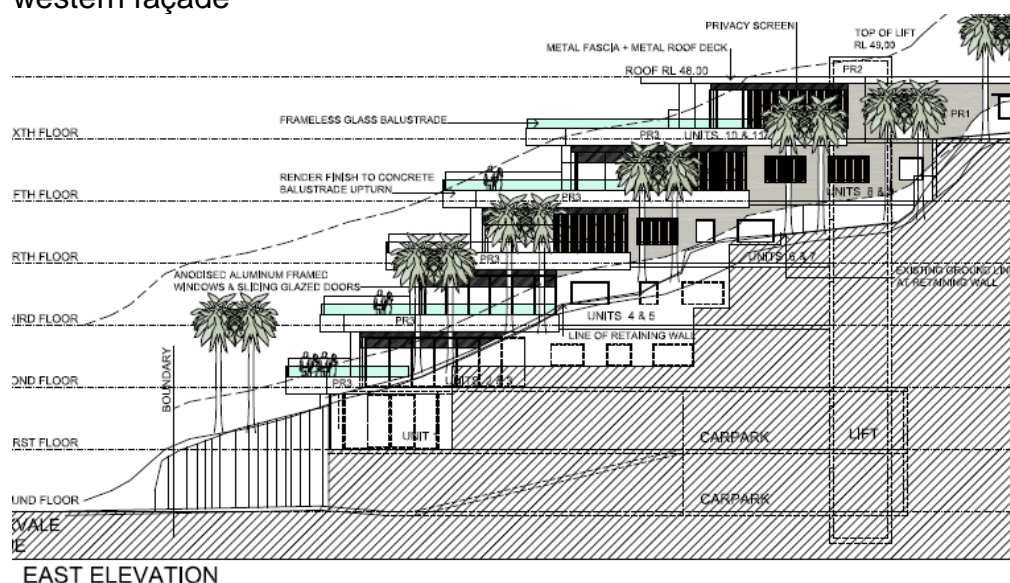 western façade
PRIVACY SCREEN
TOP OF LIFT
RL 49.00
METAL FASCIA + METAL ROOF DECK
ROOF RL 48.00
PR2
FRAMELESS GLASS BALUSTRADE
PR1
XTH FLOOR
PR3
UNITS 10 & 11
RENDER FINISH TO CONCRETE
BALUSTRADE UPTURN
FTH FLOOR
PR3
UNITS 8 &
RTH FLOOR
PR3
UNITS 6 & 7
ANODISED ALUMINUM FRAMED
WINDOWS & SLIDING GLAZED DOORS
EXISTING GROUND LINE
AT RETAINING WALL
HIRD FLOOR
PR3
UNITS 4 & 5
LINE OF RETAINING WALL
BOUNDARY
OND FLOOR
PR3
UNITS 2 & 3
RST FLOOR
UNIT
CARPARK
LIFT
UND FLOOR
CARPARK
KVALE
E
EAST ELEVATION